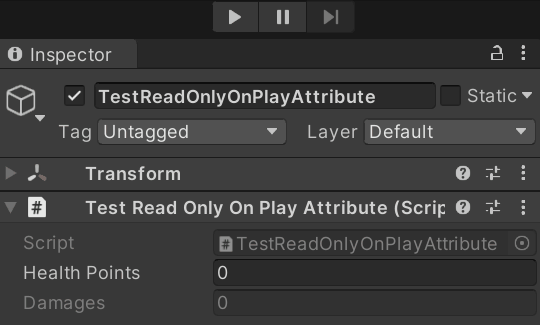 Inspector
TestReadOnlyOnPlayAttribute Static
Tag Untagged Layer Default
Transform
# Test Read Only On Play Attribute (Scrip
Script # TestReadOnlyOnPlayAttribute
Health Points 0
Damages 0